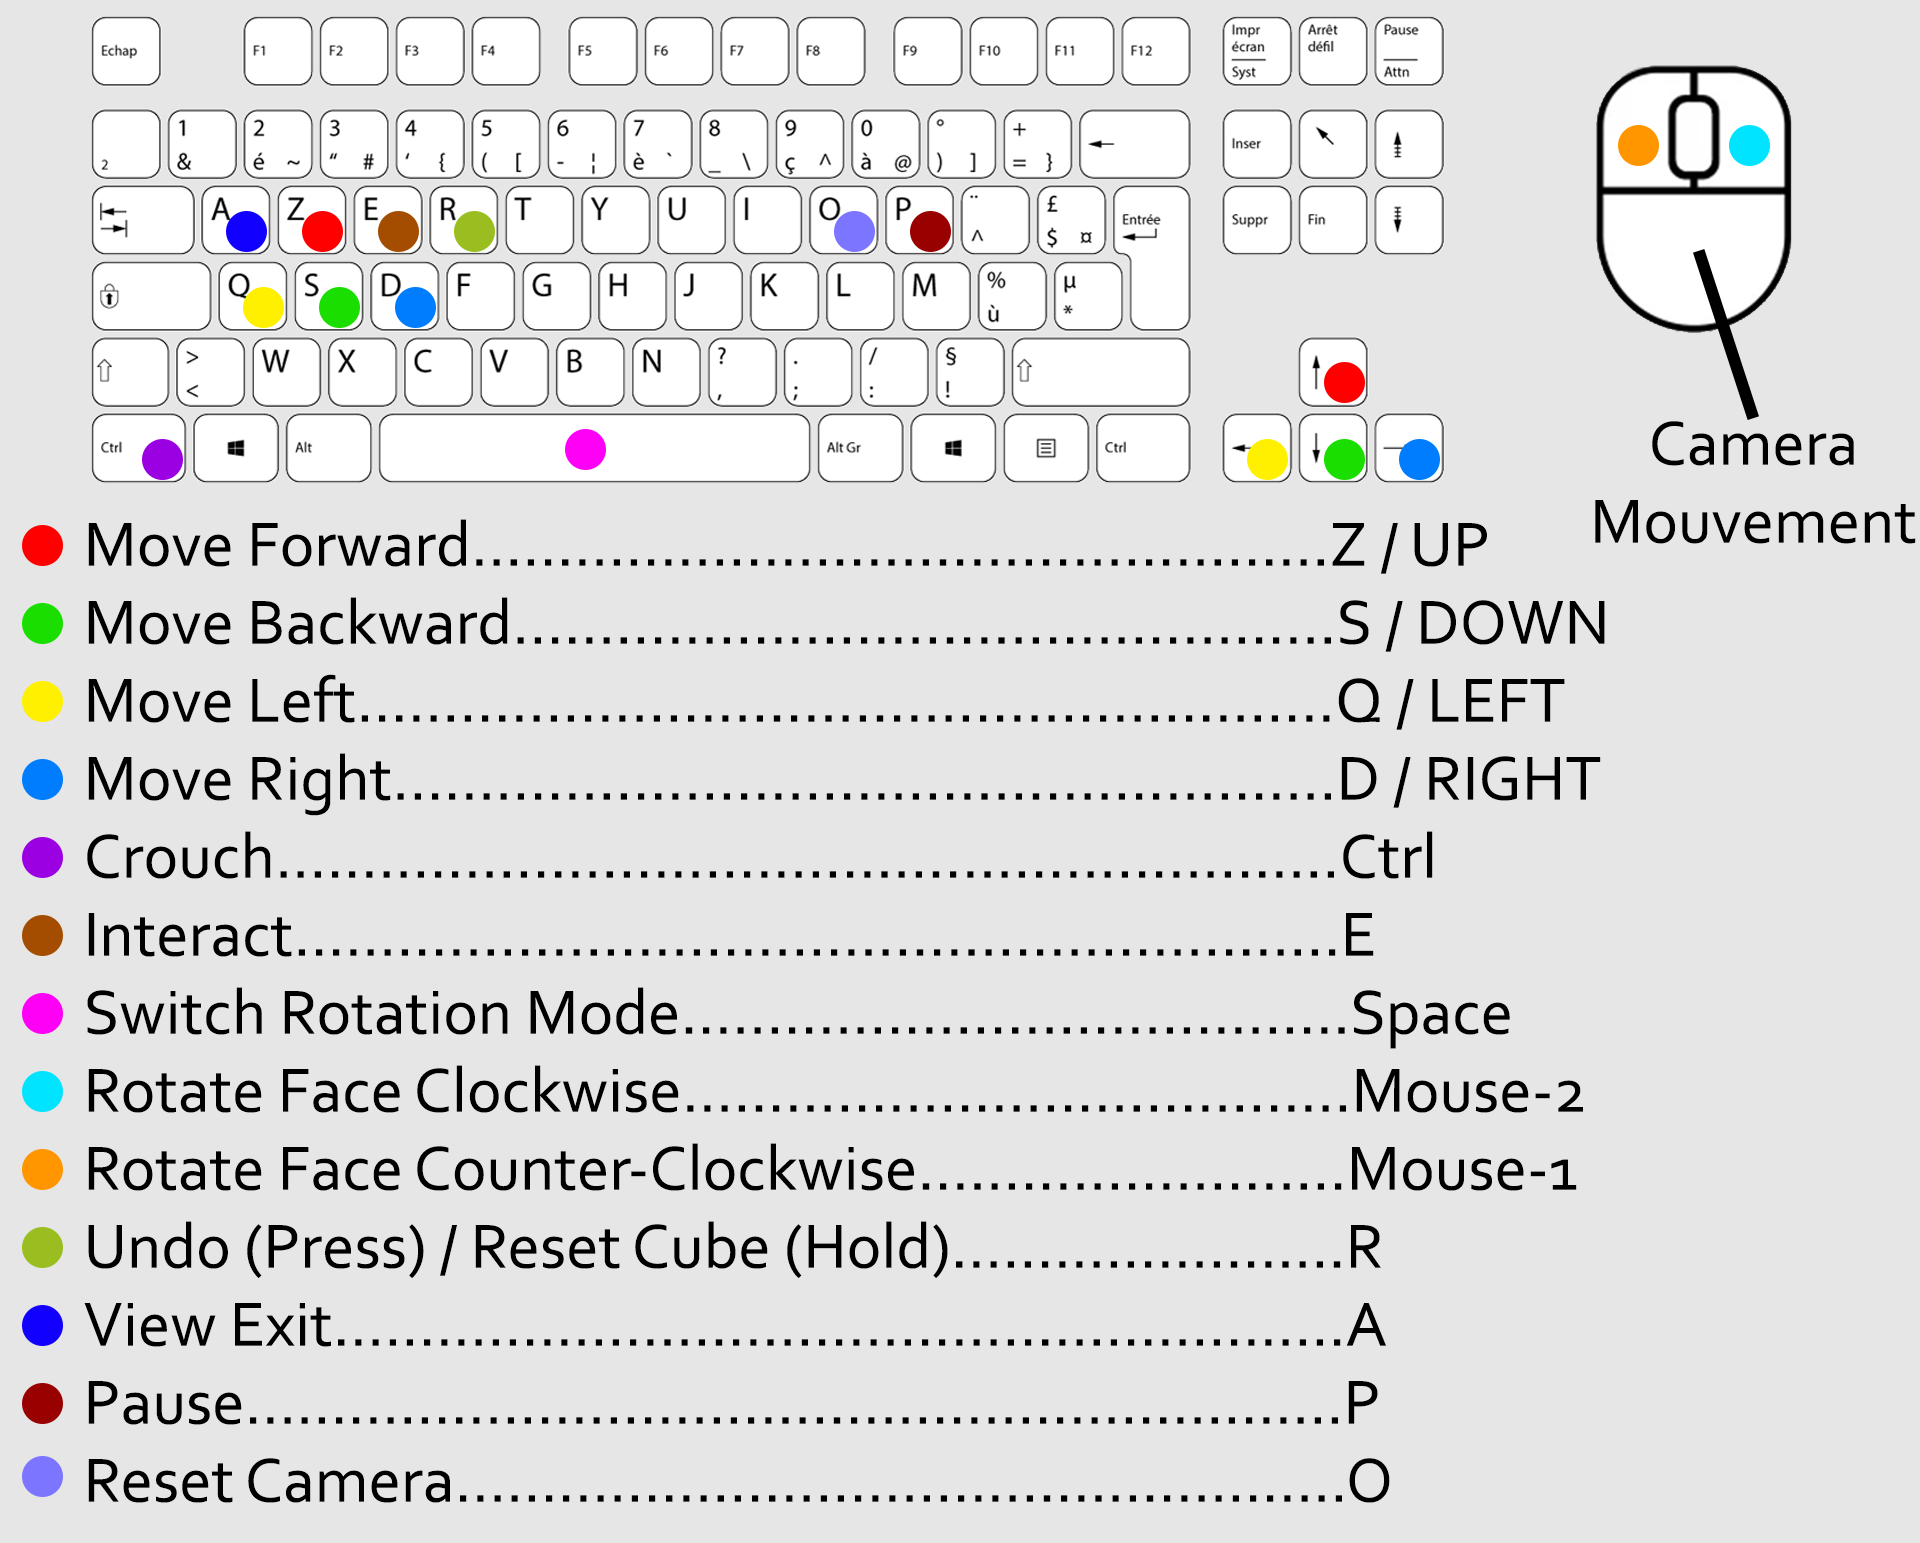 Echap F1 F2 F3 F4 F5 F6 F7 F8 F9 F10 F11 F12 Impr écran Syst Arrêt défil Pause Attn
2 1 & 2 é ~ 3 “ # 4 ‘ { 5 ( [ 6 - ¦ 7 è ` 8 _ \ 9 ç ^ 0 à @ ° ) ] + = } Inser
A Z E R T Y U I O P ¨ ^ £ $ ¤ Entrée Suppr Fin
Q S D F G H J K L M % ù µ *
> < W X C V B N ? , . ; / : § !
Ctrl Alt Alt Gr Ctrl
Camera
Mouvement
Move Forward..................................................Z / UP
Move Backward................................................S / DOWN
Move Left.........................................................Q / LEFT
Move Right.......................................................D / RIGHT
Crouch..............................................................Ctrl
Interact.............................................................E
Switch Rotation Mode.......................................Space
Rotate Face Clockwise.......................................Mouse-2
Rotate Face Counter-Clockwise.........................Mouse-1
Undo (Press) / Reset Cube (Hold).......................R
View Exit...........................................................A
Pause................................................................P
Reset Camera....................................................O